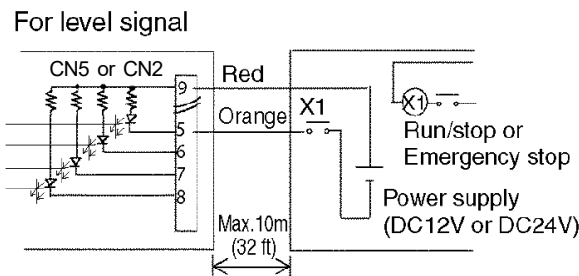 For level signal
CN5 or CN2
9
5
6
7
8
Red
Orange
X1
Max.10m
(32 ft)
X1
Run/stop or
Emergency stop
Power supply
(DC12V or DC24V)